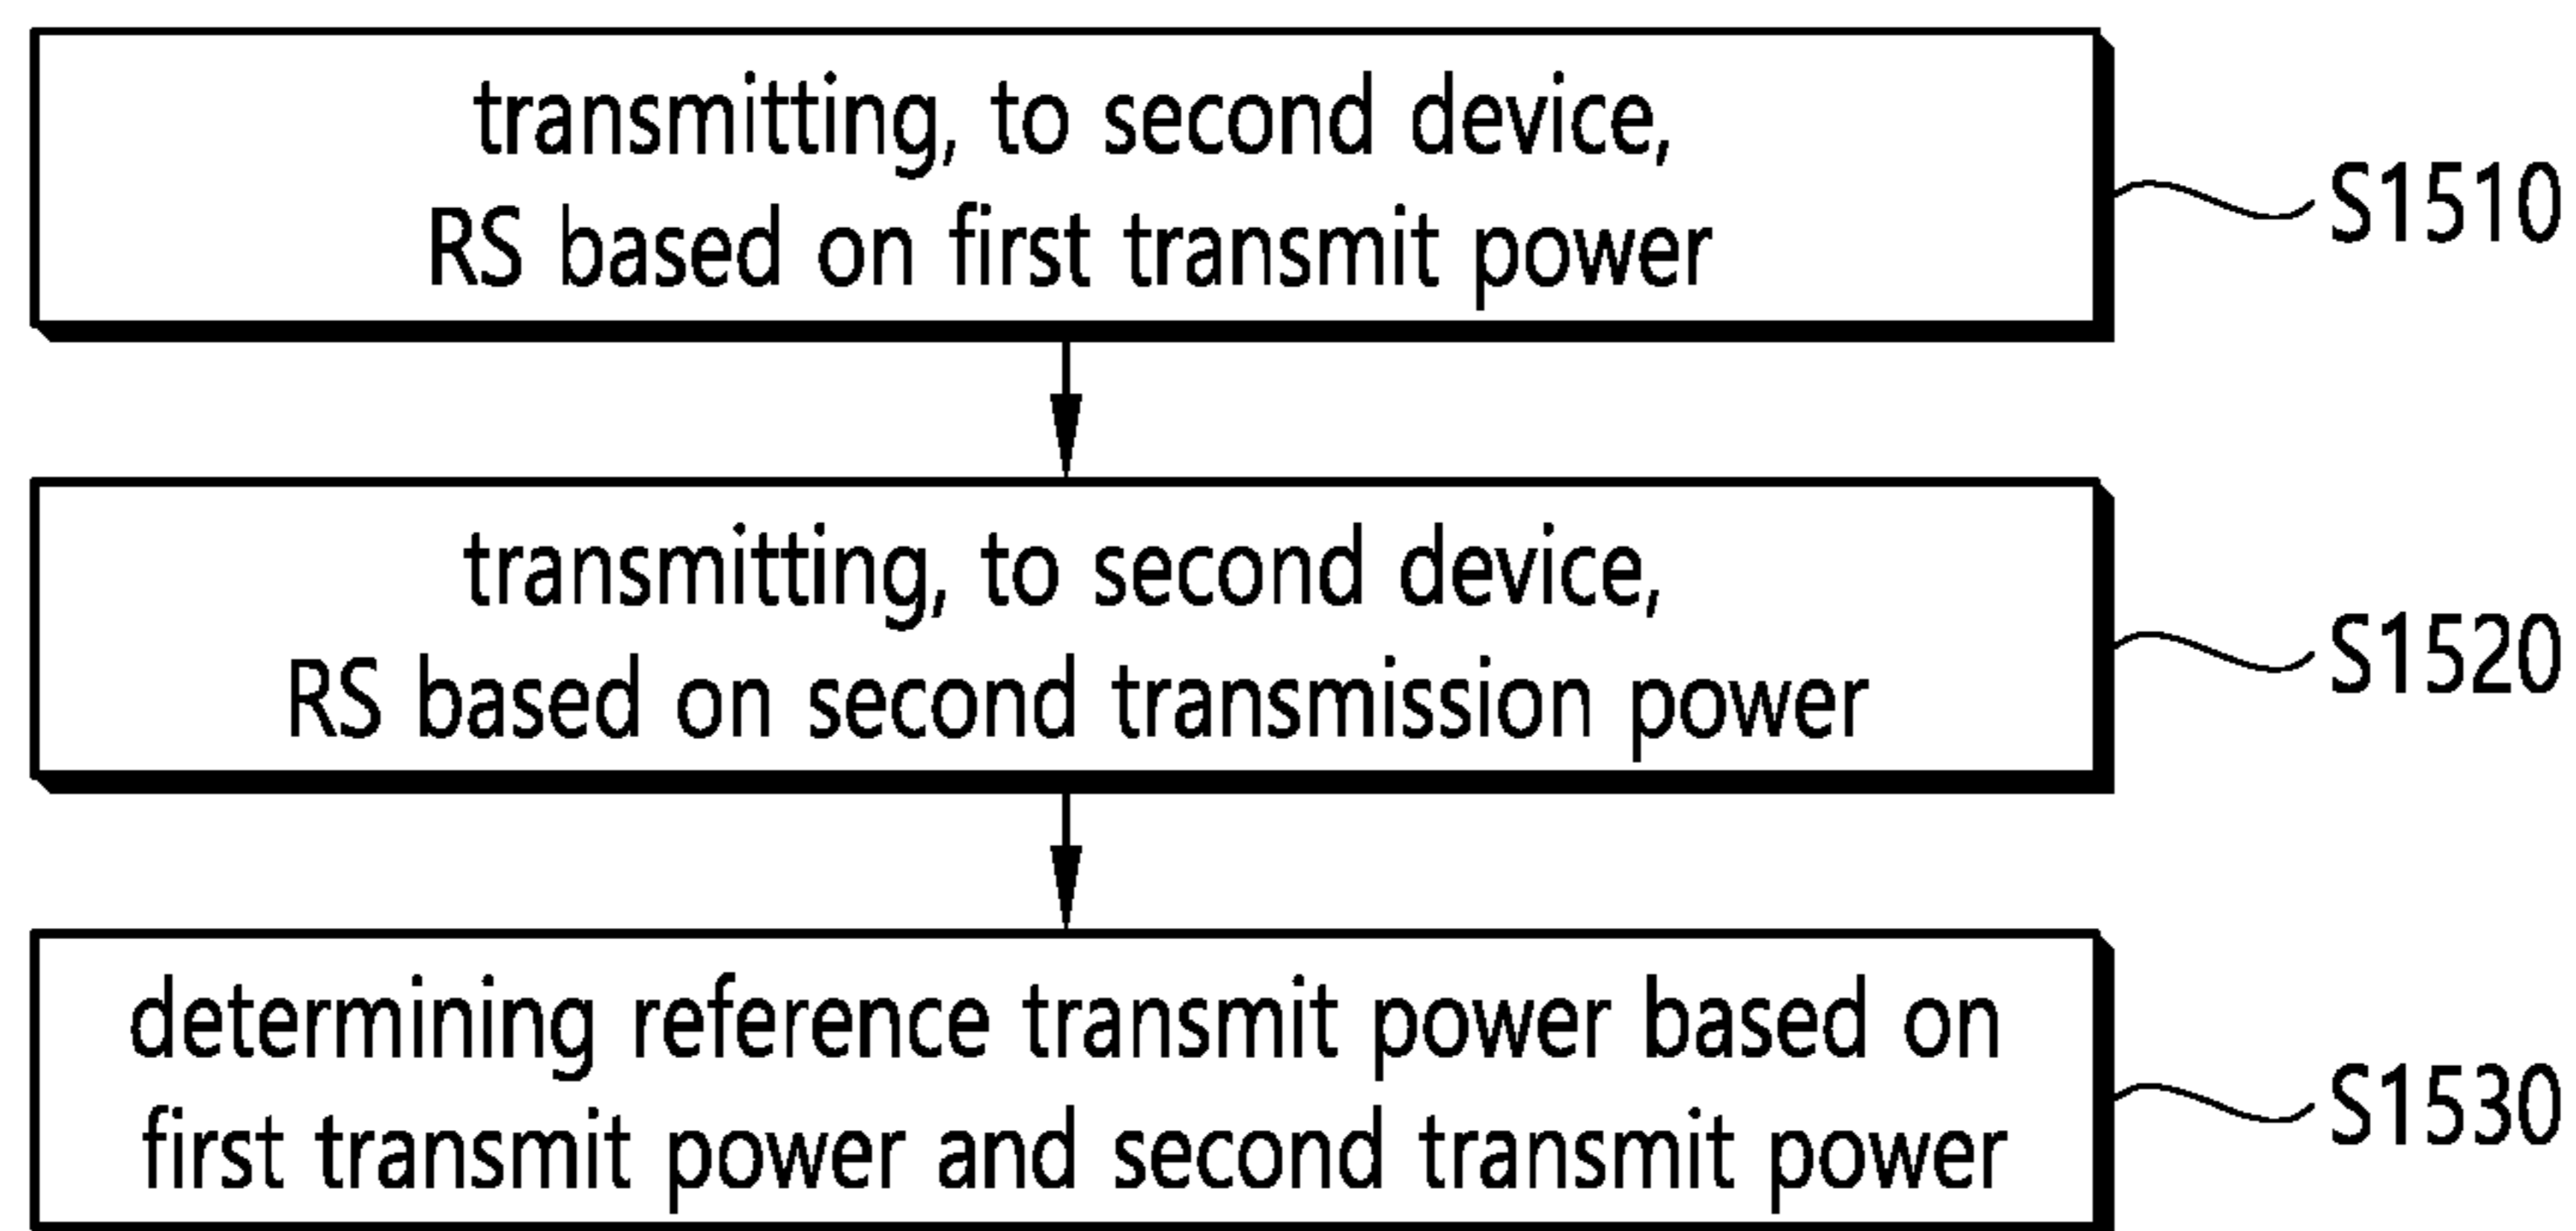 transmitting, to second device,
RS based on first transmit power
S1510
transmitting, to second device,
RS based on second transmission power
S1520
determining reference transmit power based on
first transmit power and second transmit power
S1530